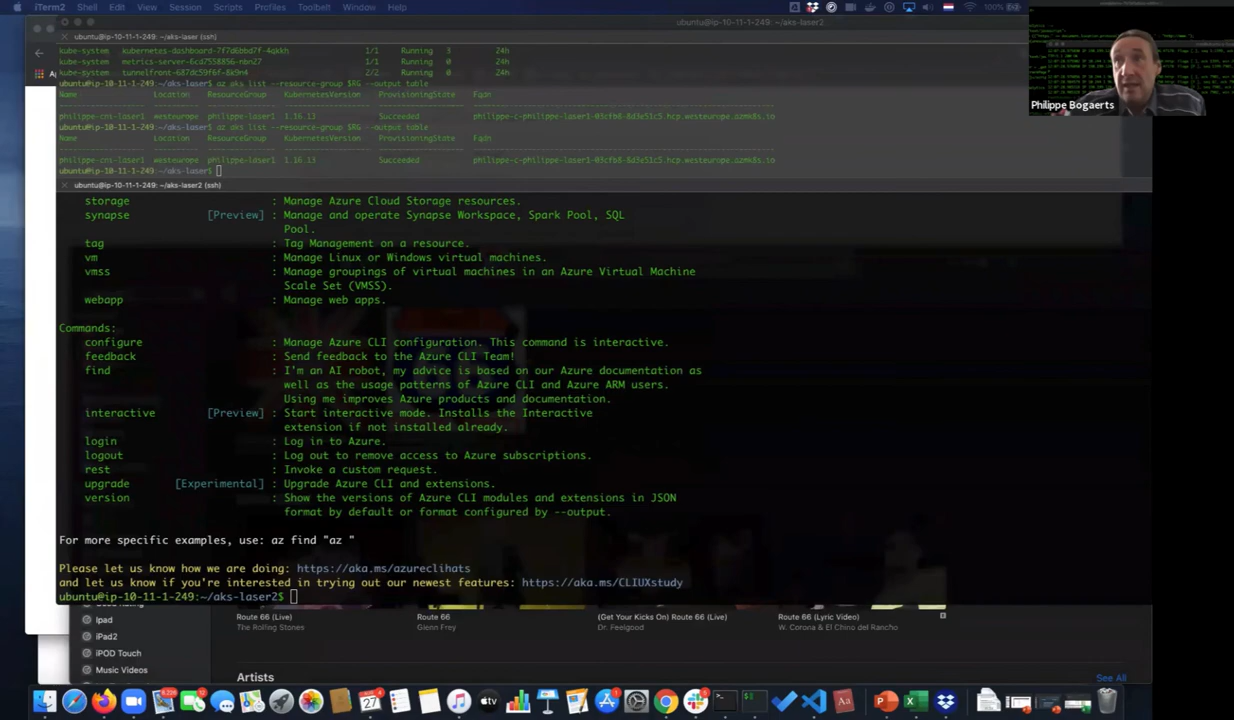 iTerm2 Shell Edit View Session Scripts Profiles Toolbelt Window Help 100%
ubuntu@ip-10-11-1-249: ~/aks-laser2
ubuntu@ip-10-11-1-249: ~/aks-laser (ssh)
kube-system kubernetes-dashboard-7f7d6bbd7f-4qkkh 1/1 Running 3 24h
kube-system metrics-server-6cd7558856-nbn27 1/1 Running 0 24h
kube-system tunnelfront-687dc59f6f-8k9n4 2/2 Running 0 24h
ubuntu@ip-10-11-1-249:~/aks-laser$ az aks list --resource-group $RG --output table
Name Location ResourceGroup KubernetesVersion ProvisioningState Fqdn
philippe-cni-laser1 westeurope philippe-laser1 1.16.13 Succeeded philippe-c-philippe-laser1-03cfb8-8d3e51c5.hcp.westeurope.azmk8s.io
ubuntu@ip-10-11-1-249:~/aks-laser$ az aks list --resource-group $RG --output table
Name Location ResourceGroup KubernetesVersion ProvisioningState Fqdn
philippe-cni-laser1 westeurope philippe-laser1 1.16.13 Succeeded philippe-c-philippe-laser1-03cfb8-8d3e51c5.hcp.westeurope.azmk8s.io
ubuntu@ip-10-11-1-249:~/aks-laser$
Philippe Bogaerts
ubuntu@ip-10-11-1-249: ~/aks-laser2 (ssh)
storage : Manage Azure Cloud Storage resources.
synapse [Preview] : Manage and operate Synapse Workspace, Spark Pool, SQL
Pool.
tag : Tag Management on a resource.
vm : Manage Linux or Windows virtual machines.
vmss : Manage groupings of virtual machines in an Azure Virtual Machine
Scale Set (VMSS).
webapp : Manage web apps.
Commands:
configure : Manage Azure CLI configuration. This command is interactive.
feedback : Send feedback to the Azure CLI Team!
find : I'm an AI robot, my advice is based on our Azure documentation as
well as the usage patterns of Azure CLI and Azure ARM users.
Using me improves Azure products and documentation.
interactive [Preview] : Start interactive mode. Installs the Interactive
extension if not installed already.
login : Log in to Azure.
logout : Log out to remove access to Azure subscriptions.
rest : Invoke a custom request.
upgrade [Experimental] : Upgrade Azure CLI and extensions.
version : Show the versions of Azure CLI modules and extensions in JSON
format by default or format configured by --output.
For more specific examples, use: az find "az "
Please let us know how we are doing: https://aka.ms/azureclihats
and let us know if you're interested in trying out our newest features: https://aka.ms/CLIUXstudy
ubuntu@ip-10-11-1-249:~/aks-laser2$
Ipad
iPad2
iPOD Touch
Music Videos
Route 66 (Live) Route 66 (Get Your Kicks On) Route 66 (Live) Route 66 (Lyric Video)
The Rolling Stones Glenn Frey Dr. Feelgood W. Corona & El Chino del Rancho
Artists See All
27